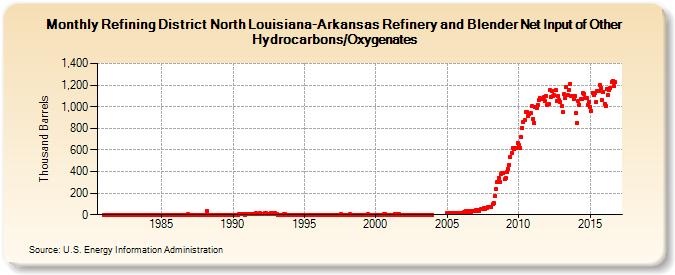 Monthly Refining District North Louisiana-Arkansas Refinery and Blender Net Input of Other
Hydrocarbons/Oxygenates
Thousand Barrels
1,400
1,200
1,000
800
600
400
200
0
1985 1990 1995 2000 2005 2010 2015
Source: U.S. Energy Information Administration